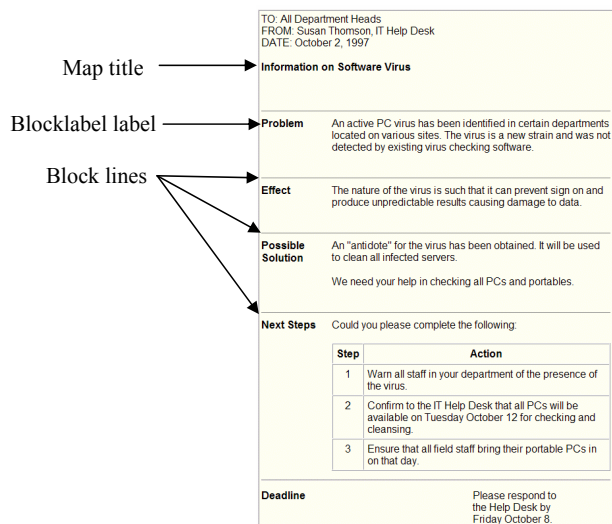 TO: All Department Heads
FROM: Susan Thomson, IT Help Desk
DATE: October 2, 1997
Map title
Information on Software Virus
Blocklabel label
Problem An active PC virus has been identified in certain departments
located on various sites. The virus is a new strain and was not
detected by existing virus checking software.
Block lines
Effect The nature of the virus is such that it can prevent sign on and
produce unpredictable results causing damage to data.
Possible An "antidote" for the virus has been obtained. It will be used
Solution to clean all infected servers.
We need your help in checking all PCs and portables.
Next Steps Could you please complete the following:
Step Action
1 Warn all staff in your department of the presence of
the virus.
2 Confirm to the IT Help Desk that all PCs will be
available on Tuesday October 12 for checking and
cleansing.
3 Ensure that all field staff bring their portable PCs in
on that day.
Deadline Please respond to
the Help Desk by
Friday October 8.